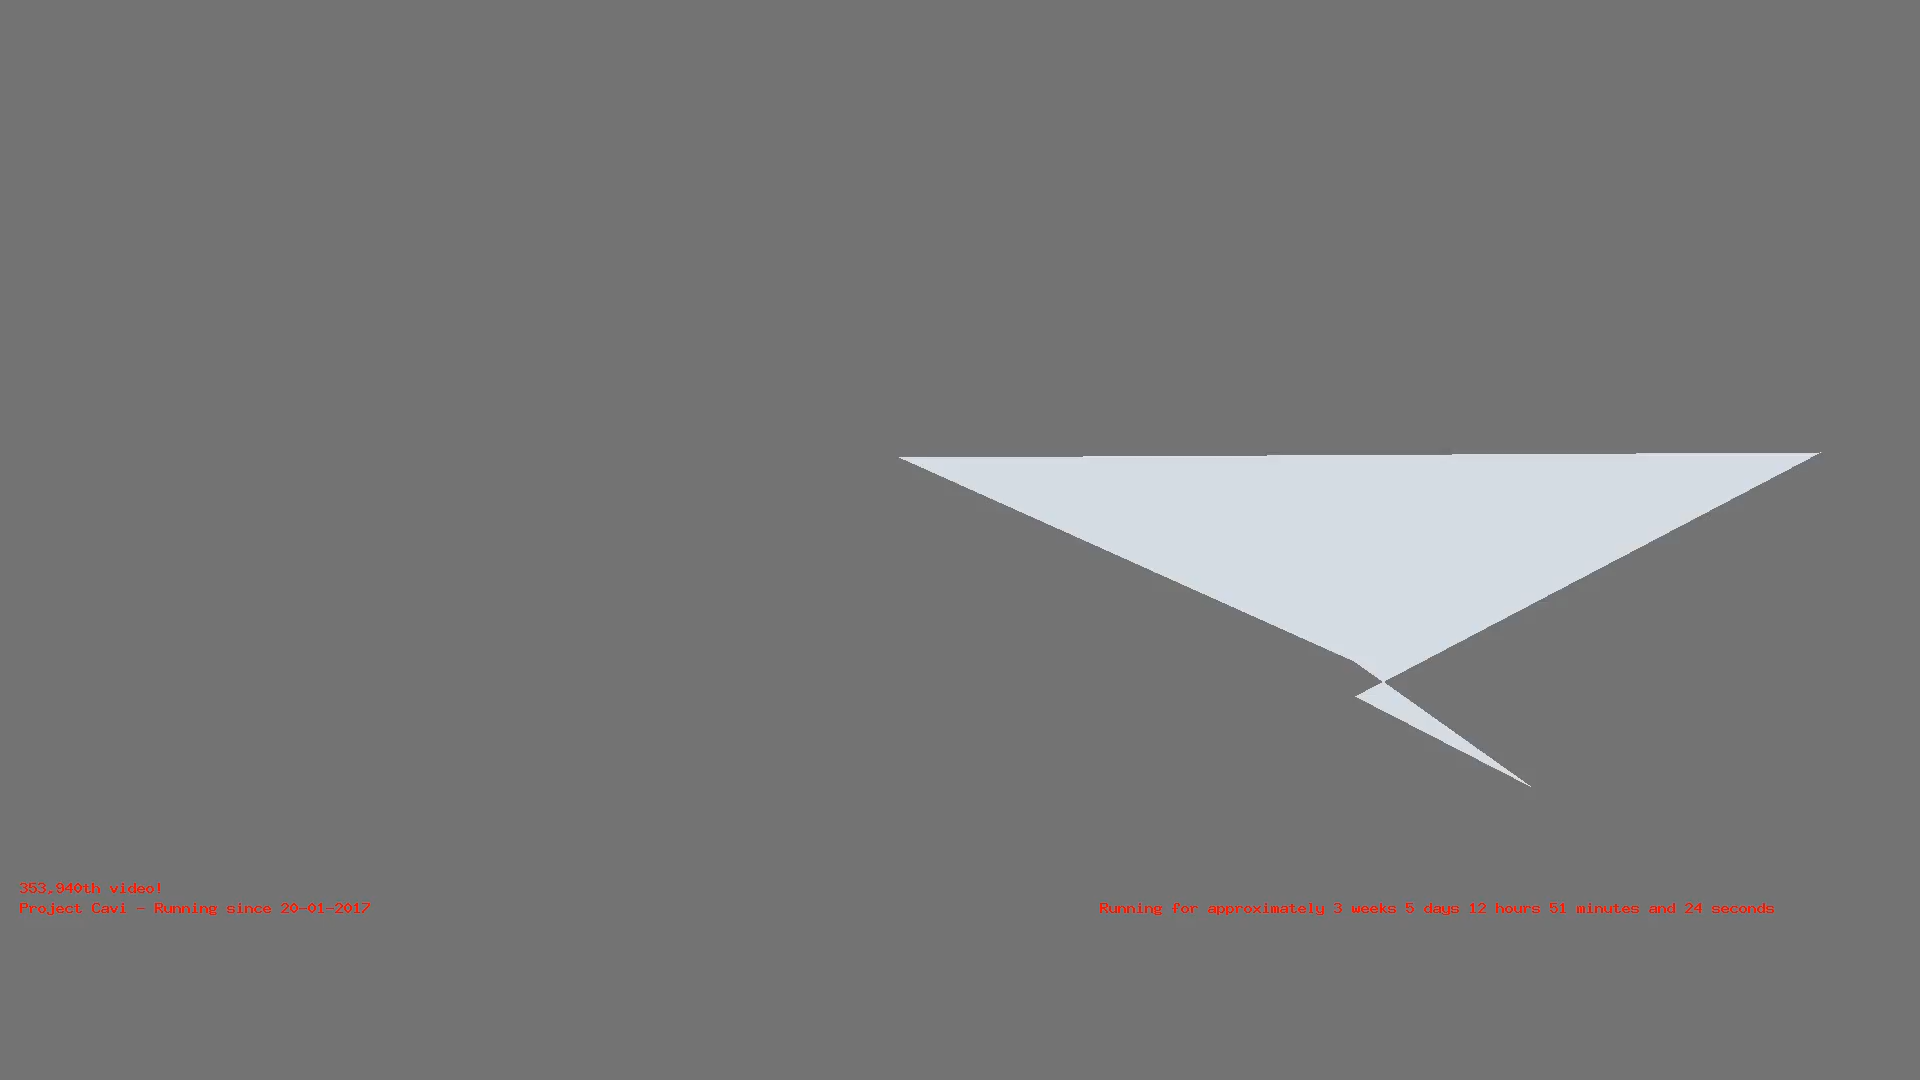 353,940th video!
Project Cavi - Running since 20-01-2017
Running for approximately 3 weeks 5 days 12 hours 51 minutes and 24 seconds